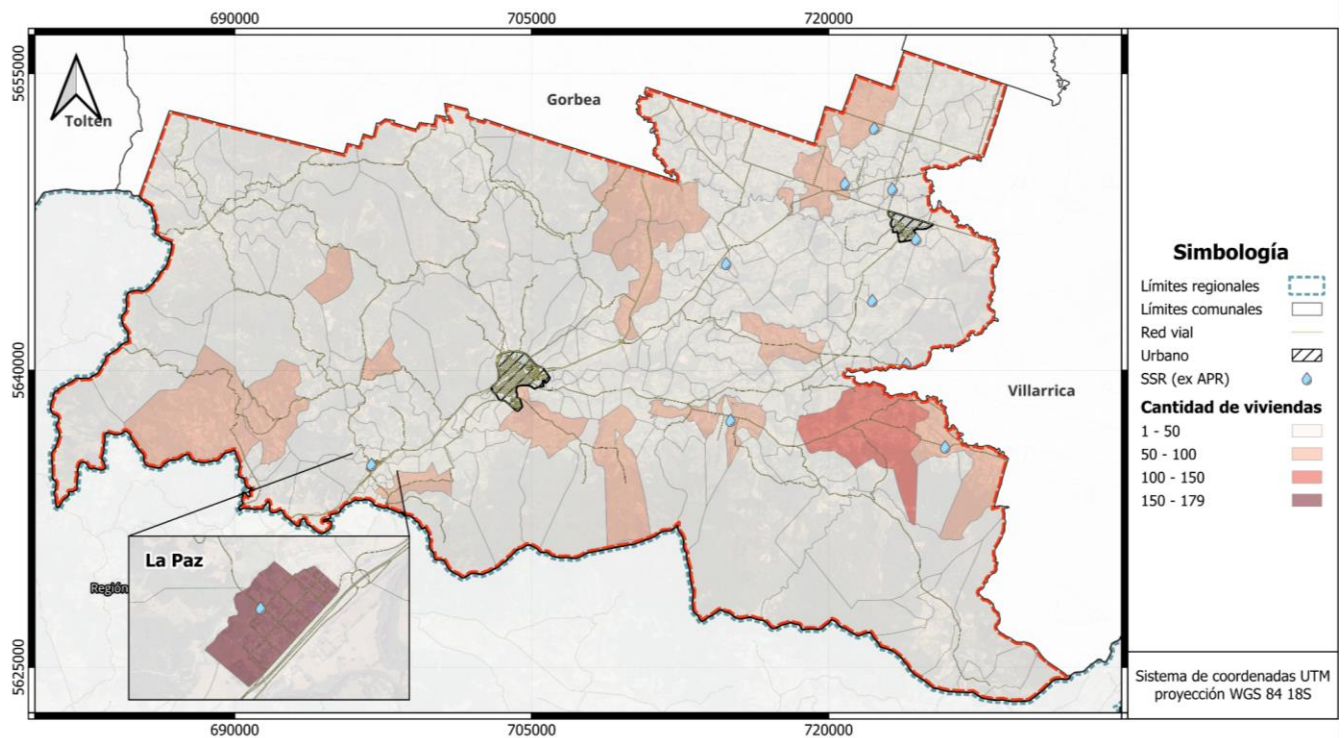 690000
705000
720000
5655000
5640000
5625000
Toltén
Gorbea
Villarrica
La Paz
Región
690000
705000
720000
Simbología
Límites regionales
Límites comunales
Red vial
Urbano
SSR (ex APR)
Cantidad de viviendas
1 - 50
50 - 100
100 - 150
150 - 179
Sistema de coordenadas UTM
proyección WGS 84 18S